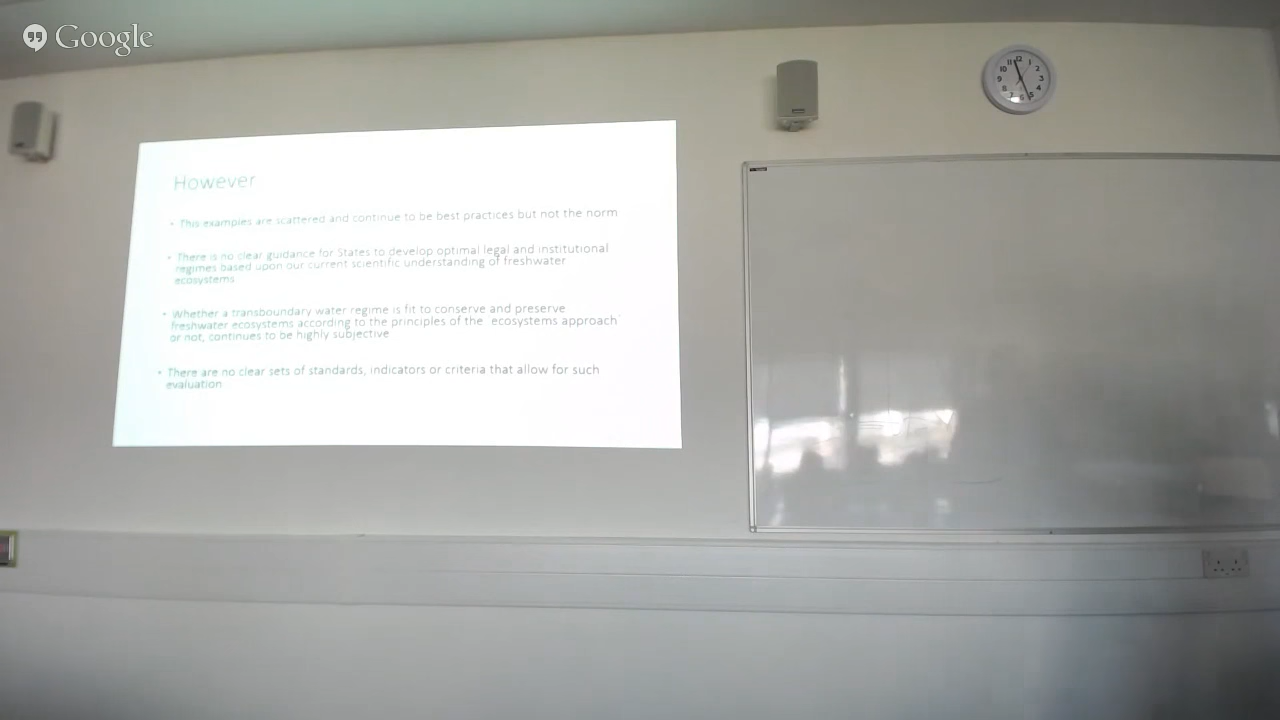 Google
However
• This examples are scattered and continue to be best practices but not the norm
• There is no clear guidance for States to develop optimal legal and institutional
regimes based upon our current scientific understanding of freshwater
ecosystems
• Whether a transboundary water regime is fit to conserve and preserve
freshwater ecosystems according to the principles of the ecosystems approach
or not, continues to be highly subjective
• There are no clear sets of standards, indicators or criteria that allow for such
evaluation